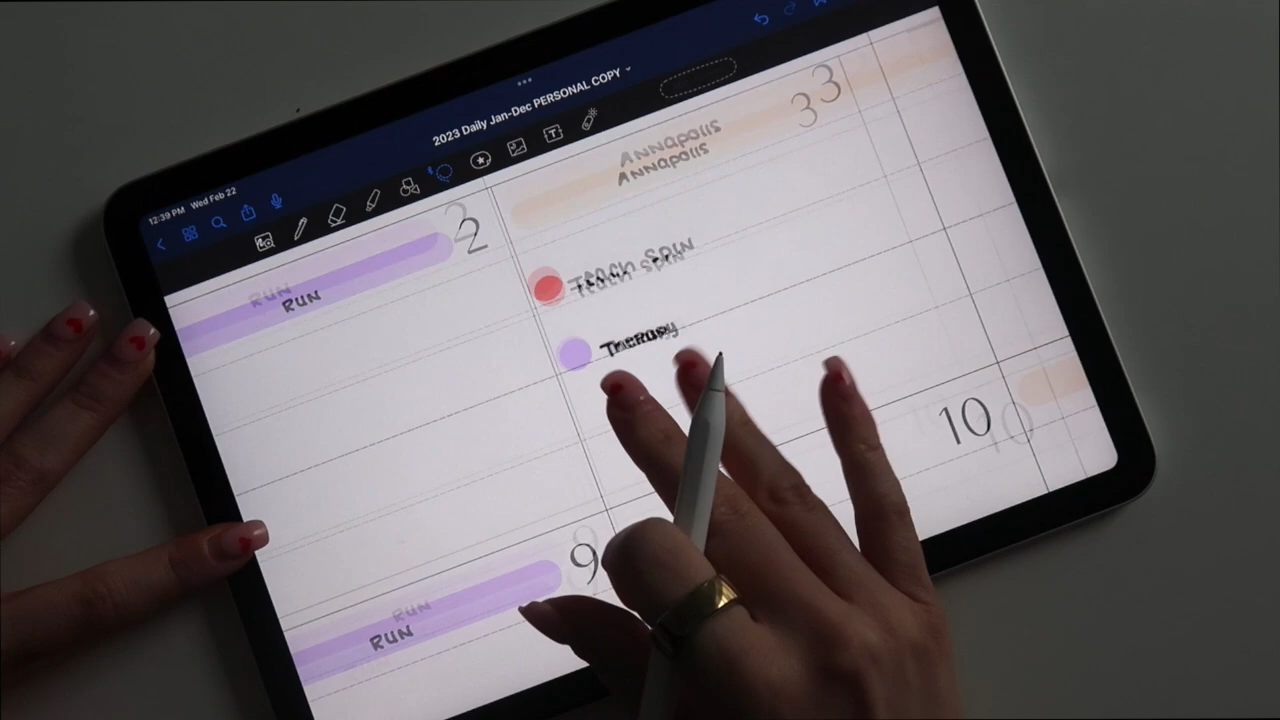 2023 Daily Jan-Dec PERSONAL COPY
12:39 PM Wed Feb 22
T
2
RUN
3
ANNAPOLIS
Teach Spin
Therapy
9
RUN
10